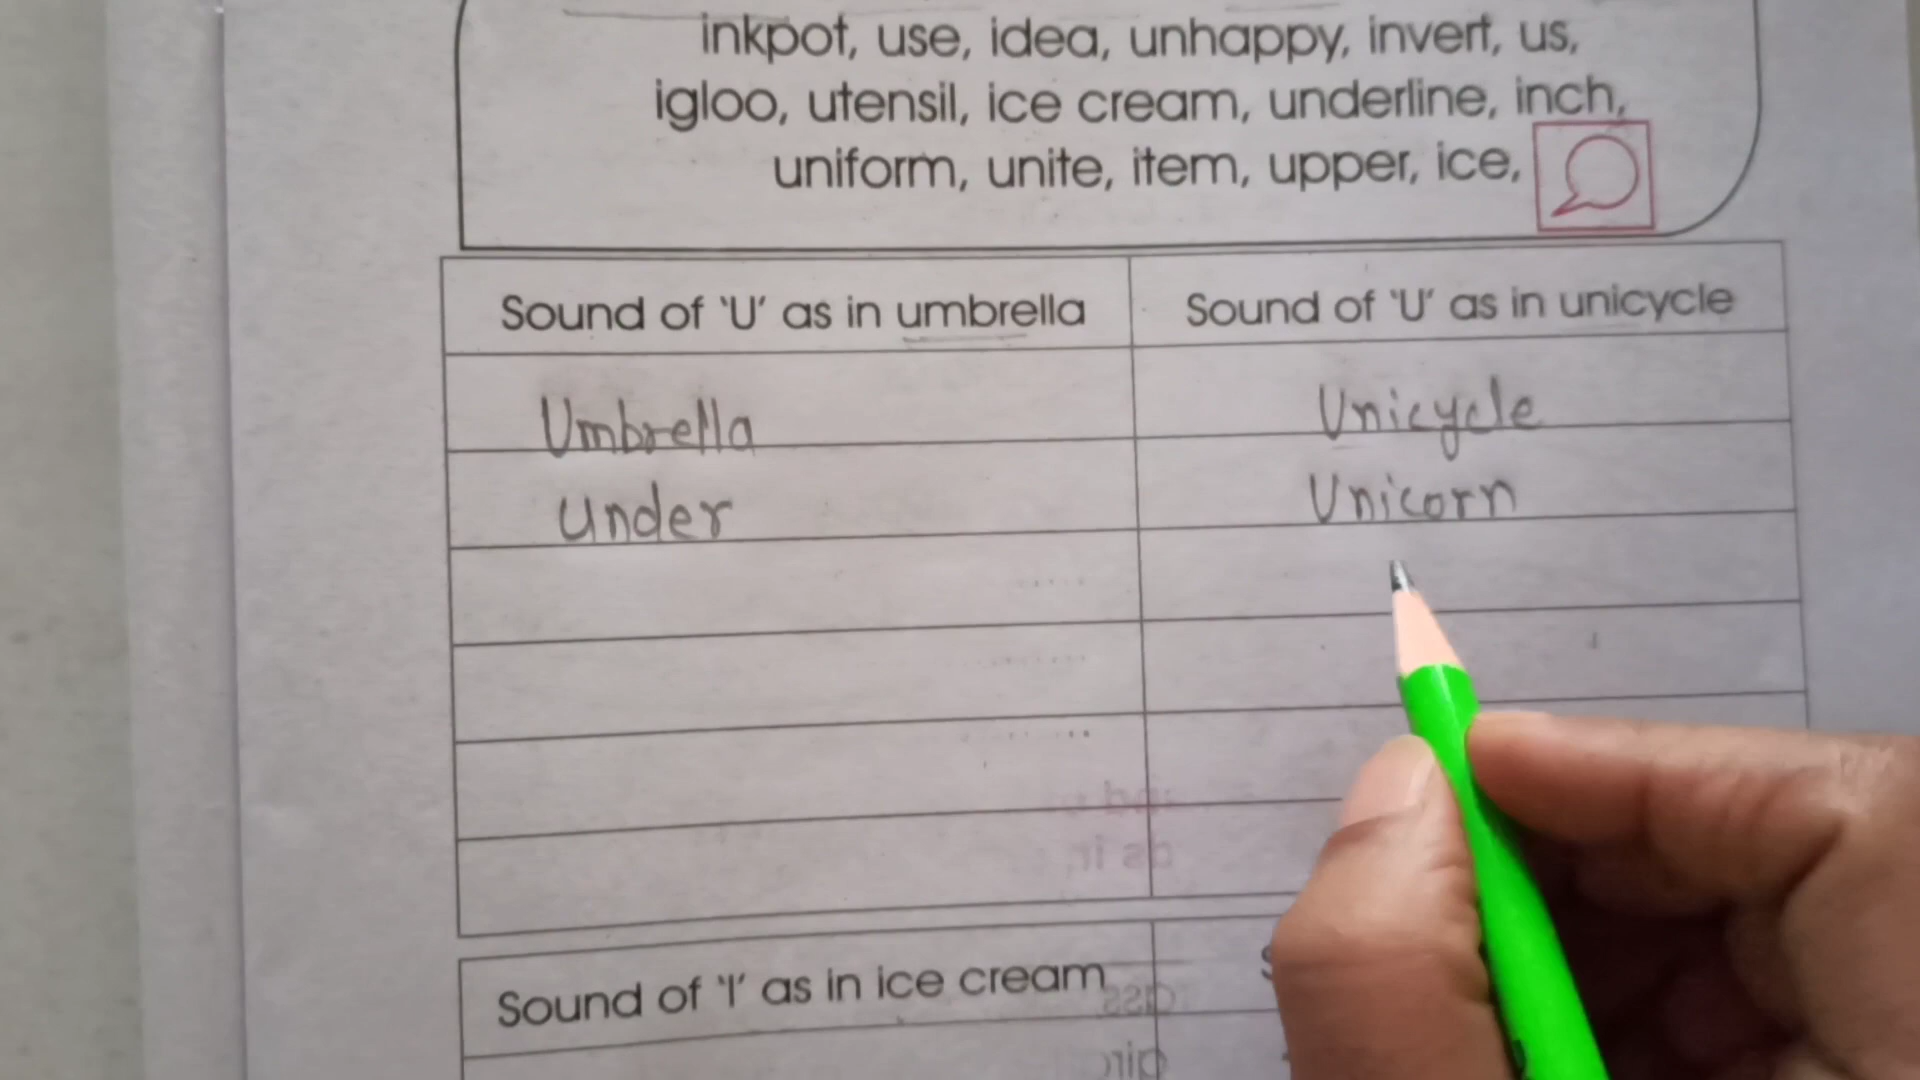 inkpot, use, idea, unhappy, invert, us,
igloo, utensil, ice cream, underline, inch,
uniform, unite, item, upper, ice,
Sound of ‘U’ as in umbrella
Sound of ‘U’ as in unicycle
Umbrella
Unicycle
Under
Unicorn
Sound of ‘I’ as in ice cream